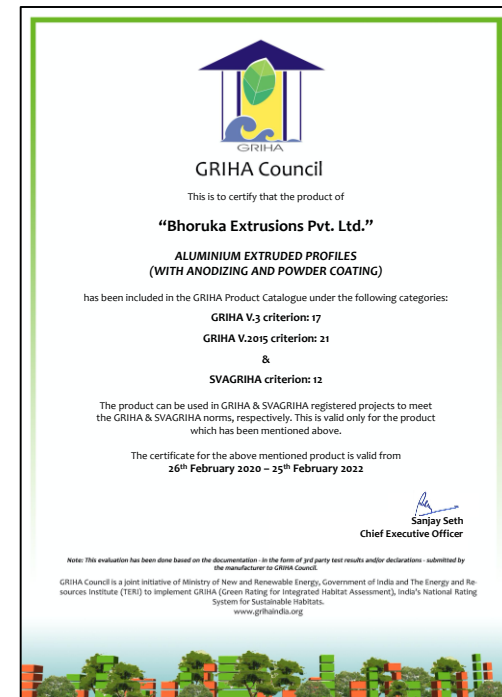 GRIHA
GRIHA Council
This is to certify that the product of
“Bhoruka Extrusions Pvt. Ltd.”
ALUMINIUM EXTRUDED PROFILES
(WITH ANODIZING AND POWDER COATING)
has been included in the GRIHA Product Catalogue under the following categories:
GRIHA V.3 criterion: 17
GRIHA V.2015 criterion: 21
&
SVAGRIHA criterion: 12
The product can be used in GRIHA & SVAGRIHA registered projects to meet
the GRIHA & SVAGRIHA norms, respectively. This is valid only for the product
which has been mentioned above.
The certificate for the above mentioned product is valid from
26th February 2020 – 25th February 2022
Sanjay Seth
Chief Executive Officer
Note: This evaluation has been done based on the documentation - in the form of 3rd party test results and/or declarations - submitted by
the manufacturer to GRIHA Council.
GRIHA Council is a joint initiative of Ministry of New and Renewable Energy, Government of India and The Energy and Re-
sources Institute (TERI) to implement GRIHA (Green Rating for Integrated Habitat Assessment), India's National Rating
System for Sustainable Habitats.
www.grihaindia.org